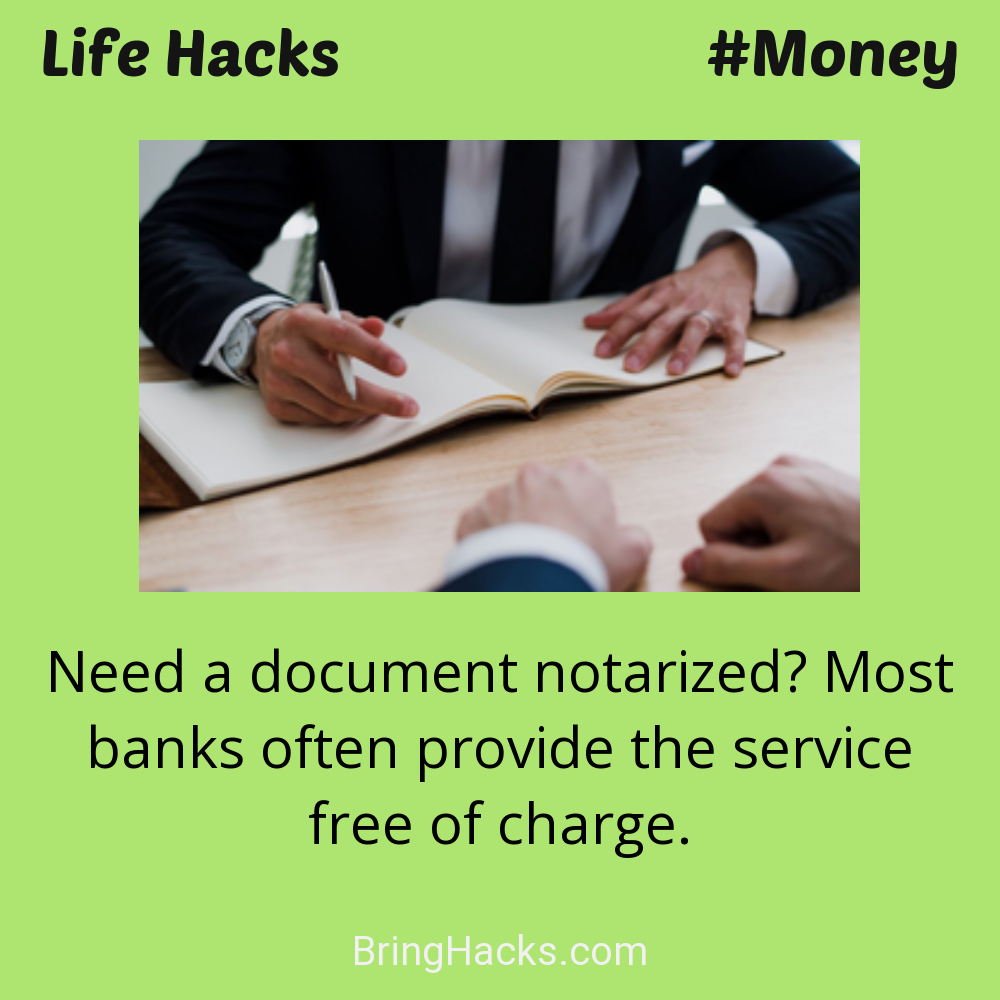 Life Hacks
#Money
Need a document notarized? Most
banks often provide the service
free of charge.
BringHacks.com